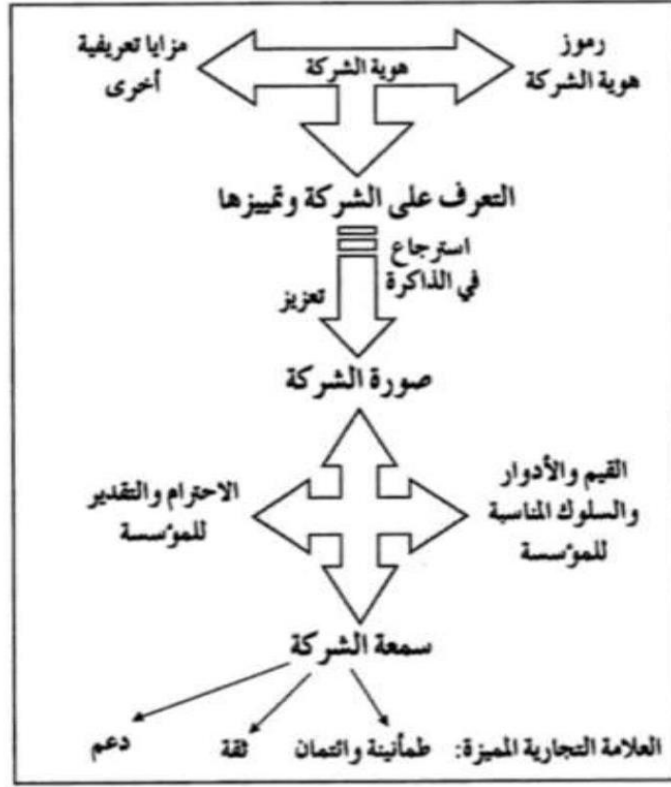 رموز
هوية الشركة
هوية الشركة
مزايا تعريفية
أخرى
التعرف على الشركة وتمييزها
استرجاع
في الذاكرة
تعزيز
صورة الشركة
القيم والأدوار
والسلوك المناسبة
للمؤسسة
الاحترام والتقدير
للمؤسسة
سمعة الشركة
العلامة التجارية المميزة: طمأنينة وائتمان ثقة دعم